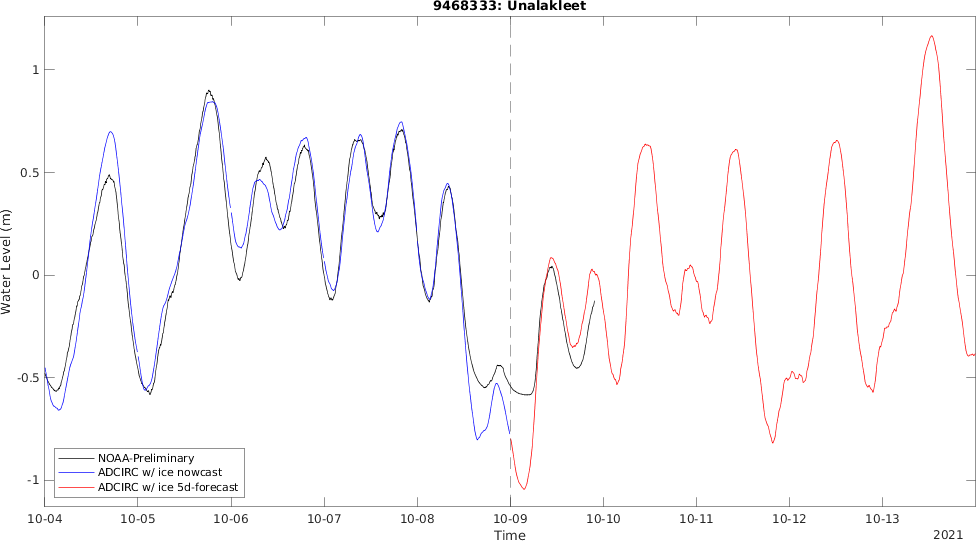 9468333: Unalakleet
Water Level (m)
1
0.5
0
-0.5
-1
NOAA-Preliminary
ADCIRC w/ ice nowcast
ADCIRC w/ ice 5d-forecast
10-04 10-05 10-06 10-07 10-08 10-09 10-10 10-11 10-12 10-13
Time
2021